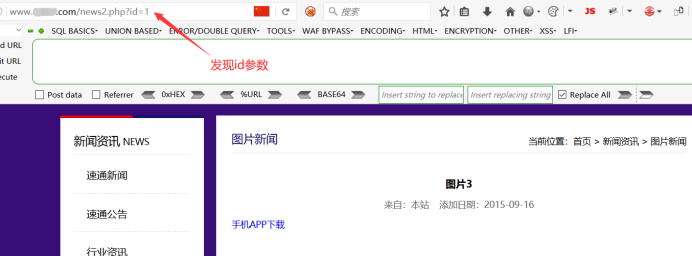 www. .com/news2.php?id=1
搜索
JS
SQL BASICS UNION BASED ERROR/DOUBLE QUERY TOOLS WAF BYPASS ENCODING HTML ENCRYPTION OTHER XSS LFI
d URL
it URL
ecute
发现id参数
Post data Referrer 0xHEX %URL BASE64 Insert string to replace Insert replacing string Replace All
新闻资讯 NEWS
速通新闻
速通公告
行业资讯
图片新闻
当前位置：首页 > 新闻资讯 > 图片新闻
图片3
来自：本站 添加日期：2015-09-16
手机APP下载